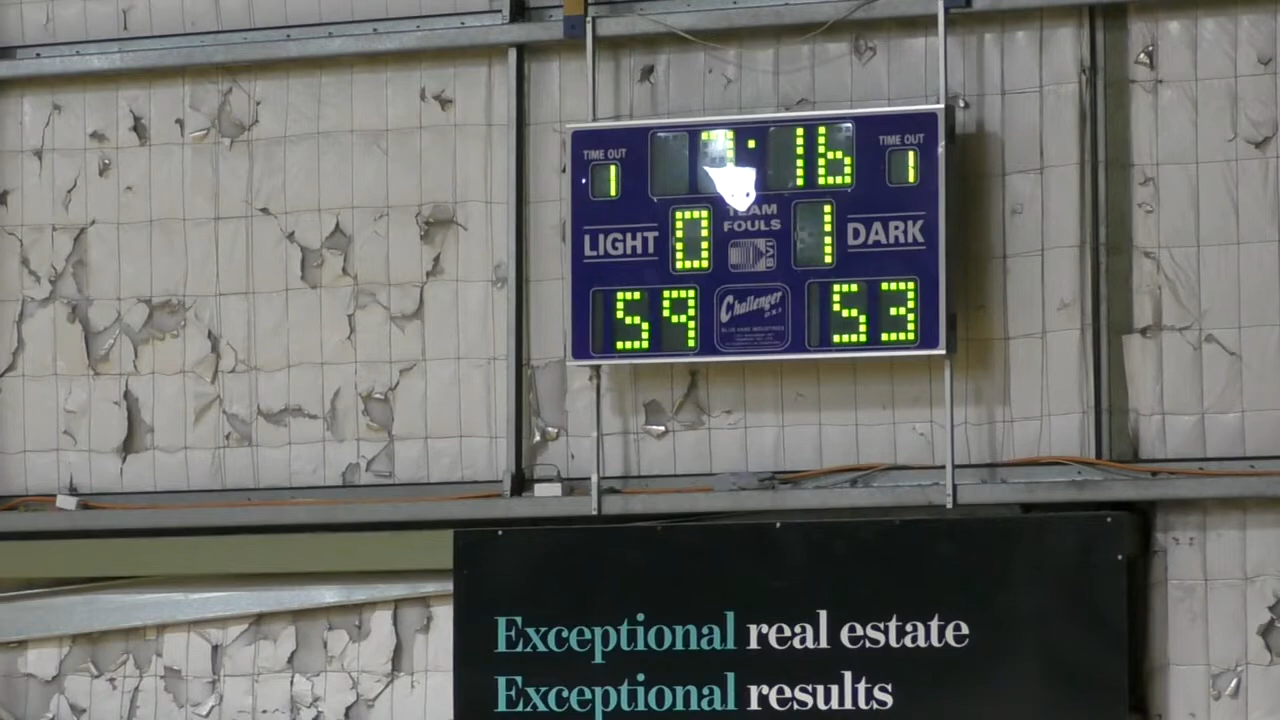 TIME OUT
TIME OUT
1
:16
1
TEAM
FOULS
LIGHT
0
BVI
1
DARK
59
Challenger
53
Exceptional real estate
Exceptional results